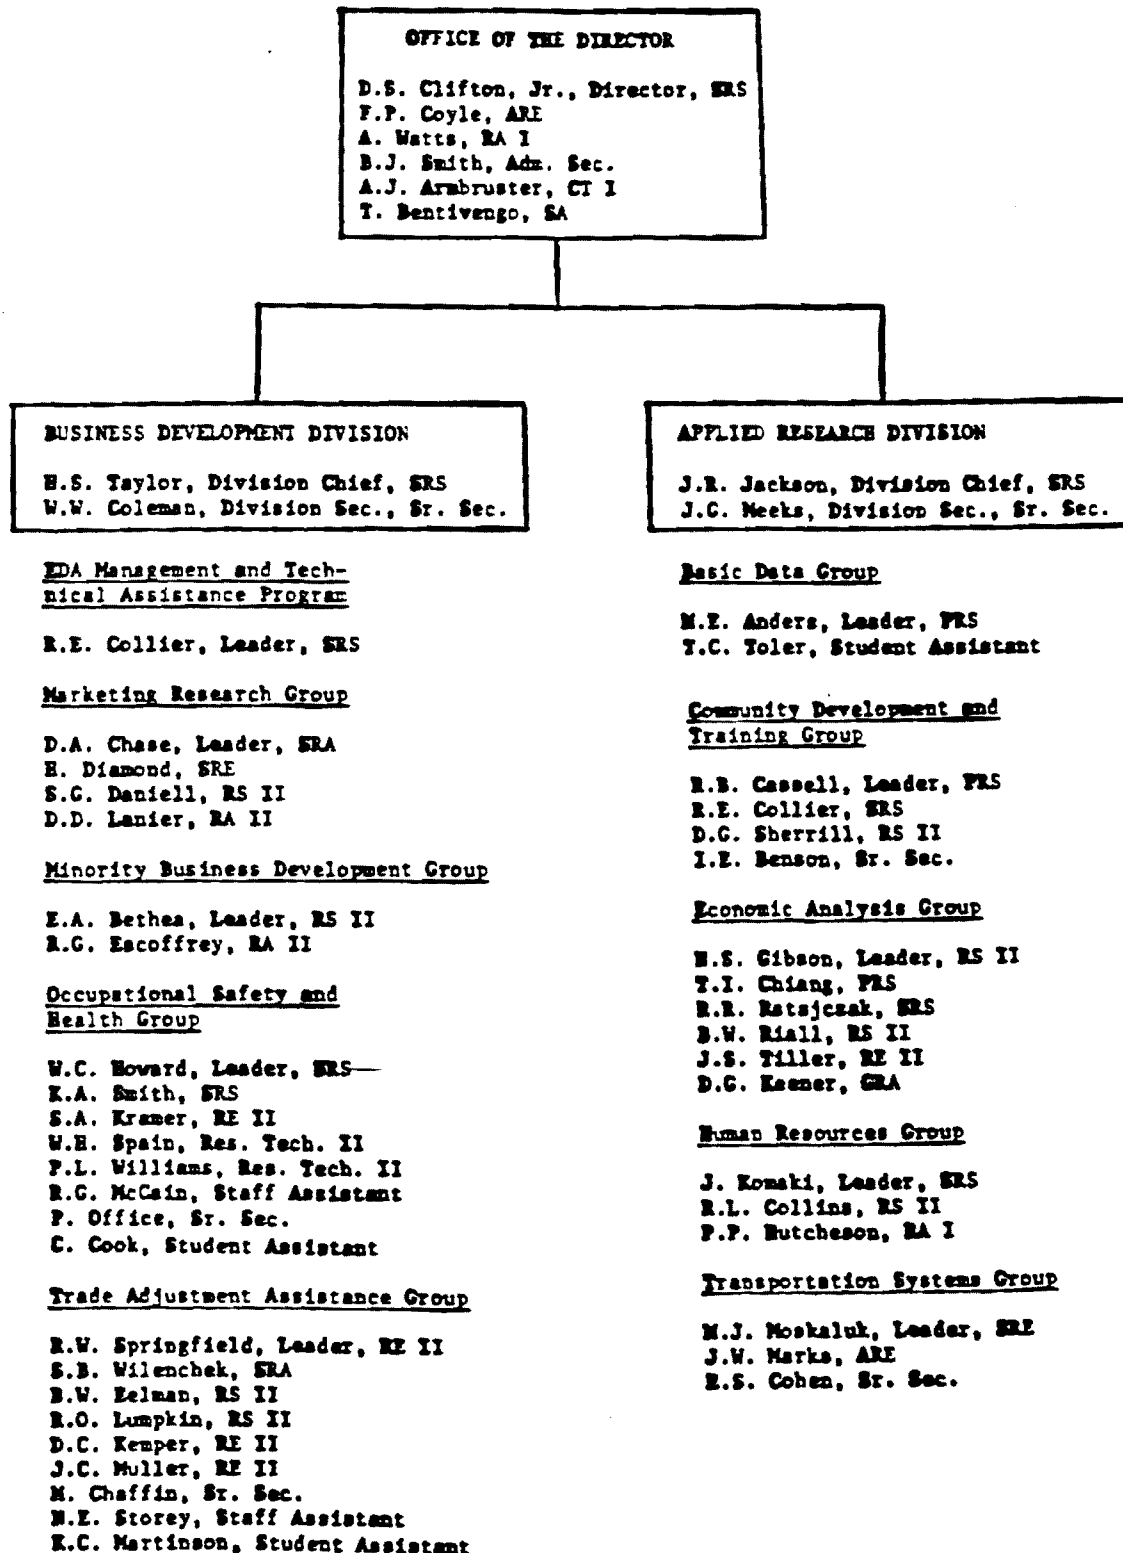 OFFICE OF THE DIRECTOR
D.S. Clifton, Jr., Director, SRS
F.P. Coyle, ARE
A. Watts, RA I
B.J. Smith, Adm. Sec.
A.J. Armbruster, CT I
T. Bentivengo, SA
BUSINESS DEVELOPMENT DIVISION
H.S. Taylor, Division Chief, SRS
W.W. Coleman, Division Sec., Sr. Sec.
EDA Management and Tech-
nical Assistance Program
R.E. Collier, Leader, SRS
Marketing Research Group
D.A. Chase, Leader, SRA
H. Diamond, SRE
S.G. Daniell, RS II
D.D. Lanier, RA II
Minority Business Development Group
E.A. Bethea, Leader, RS II
R.G. Escoffrey, RA II
Occupational Safety and
Health Group
W.C. Howard, Leader, SRS
K.A. Smith, SRS
S.A. Kramer, RE II
W.H. Spain, Res. Tech. II
P.L. Williams, Res. Tech. II
R.G. McCain, Staff Assistant
P. Office, Sr. Sec.
C. Cook, Student Assistant
Trade Adjustment Assistance Group
R.W. Springfield, Leader, RE II
S.B. Wilenchek, SRA
B.W. Eelman, RS II
R.O. Lumpkin, RS II
D.C. Kemper, RE II
J.C. Muller, RE II
M. Chaffin, Sr. Sec.
N.E. Storey, Staff Assistant
K.C. Martinson, Student Assistant
APPLIED RESEARCH DIVISION
J.R. Jackson, Division Chief, SRS
J.C. Meeks, Division Sec., Sr. Sec.
Basic Data Group
M.E. Anders, Leader, PRS
T.C. Toler, Student Assistant
Community Development and
Training Group
R.B. Cassell, Leader, PRS
R.E. Collier, SRS
D.G. Sherrill, RS II
I.E. Benson, Sr. Sec.
Economic Analysis Group
H.S. Gibson, Leader, RS II
T.I. Chiang, PRS
R.R. Ratajczak, SRS
B.W. Riall, RS II
J.S. Tiller, RE II
D.G. Keener, GRA
Human Resources Group
J. Komaki, Leader, SRS
R.L. Collins, RS II
P.P. Hutcheson, RA I
Transportation Systems Group
M.J. Moskaluk, Leader, SRE
J.W. Marks, ARE
R.S. Cohen, Sr. Sec.